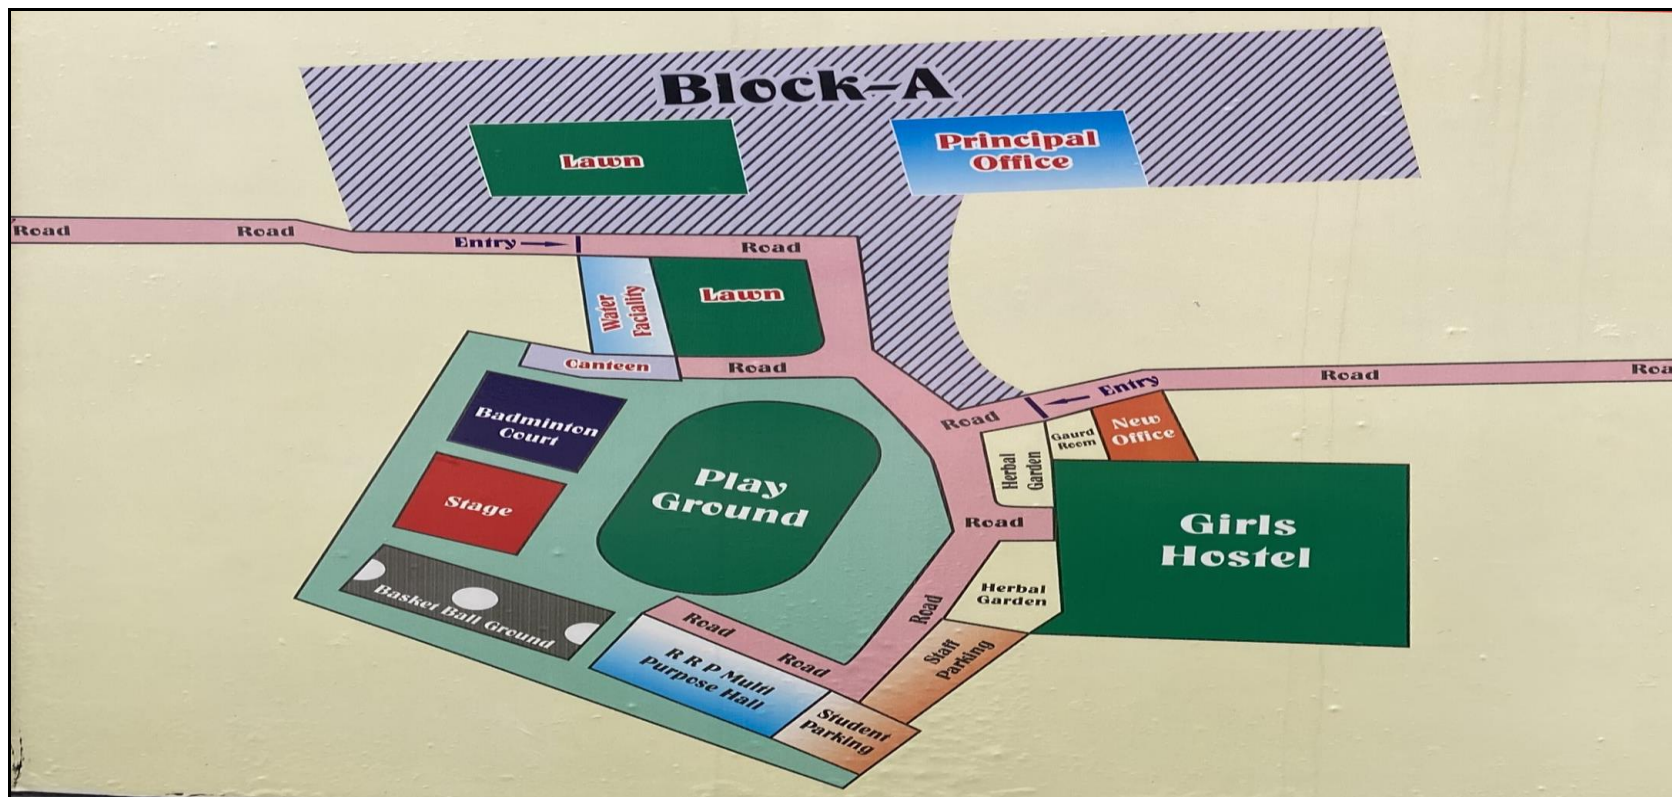 Block-A
Lawn
Principal
Office
Road
Road
Entry
Road
Water
Faciality
Lawn
Canteen
Road
Entry
Road
Roa
Road
Gaurd
Room
New
Office
Badminton
Court
Herbal
Garden
Play
Ground
Stage
Road
Girls
Hostel
Basket Ball Ground
Herbal
Garden
Road
Road
Road
R R P Multi
Purpose Hall
Staff
Parking
Student
Parking